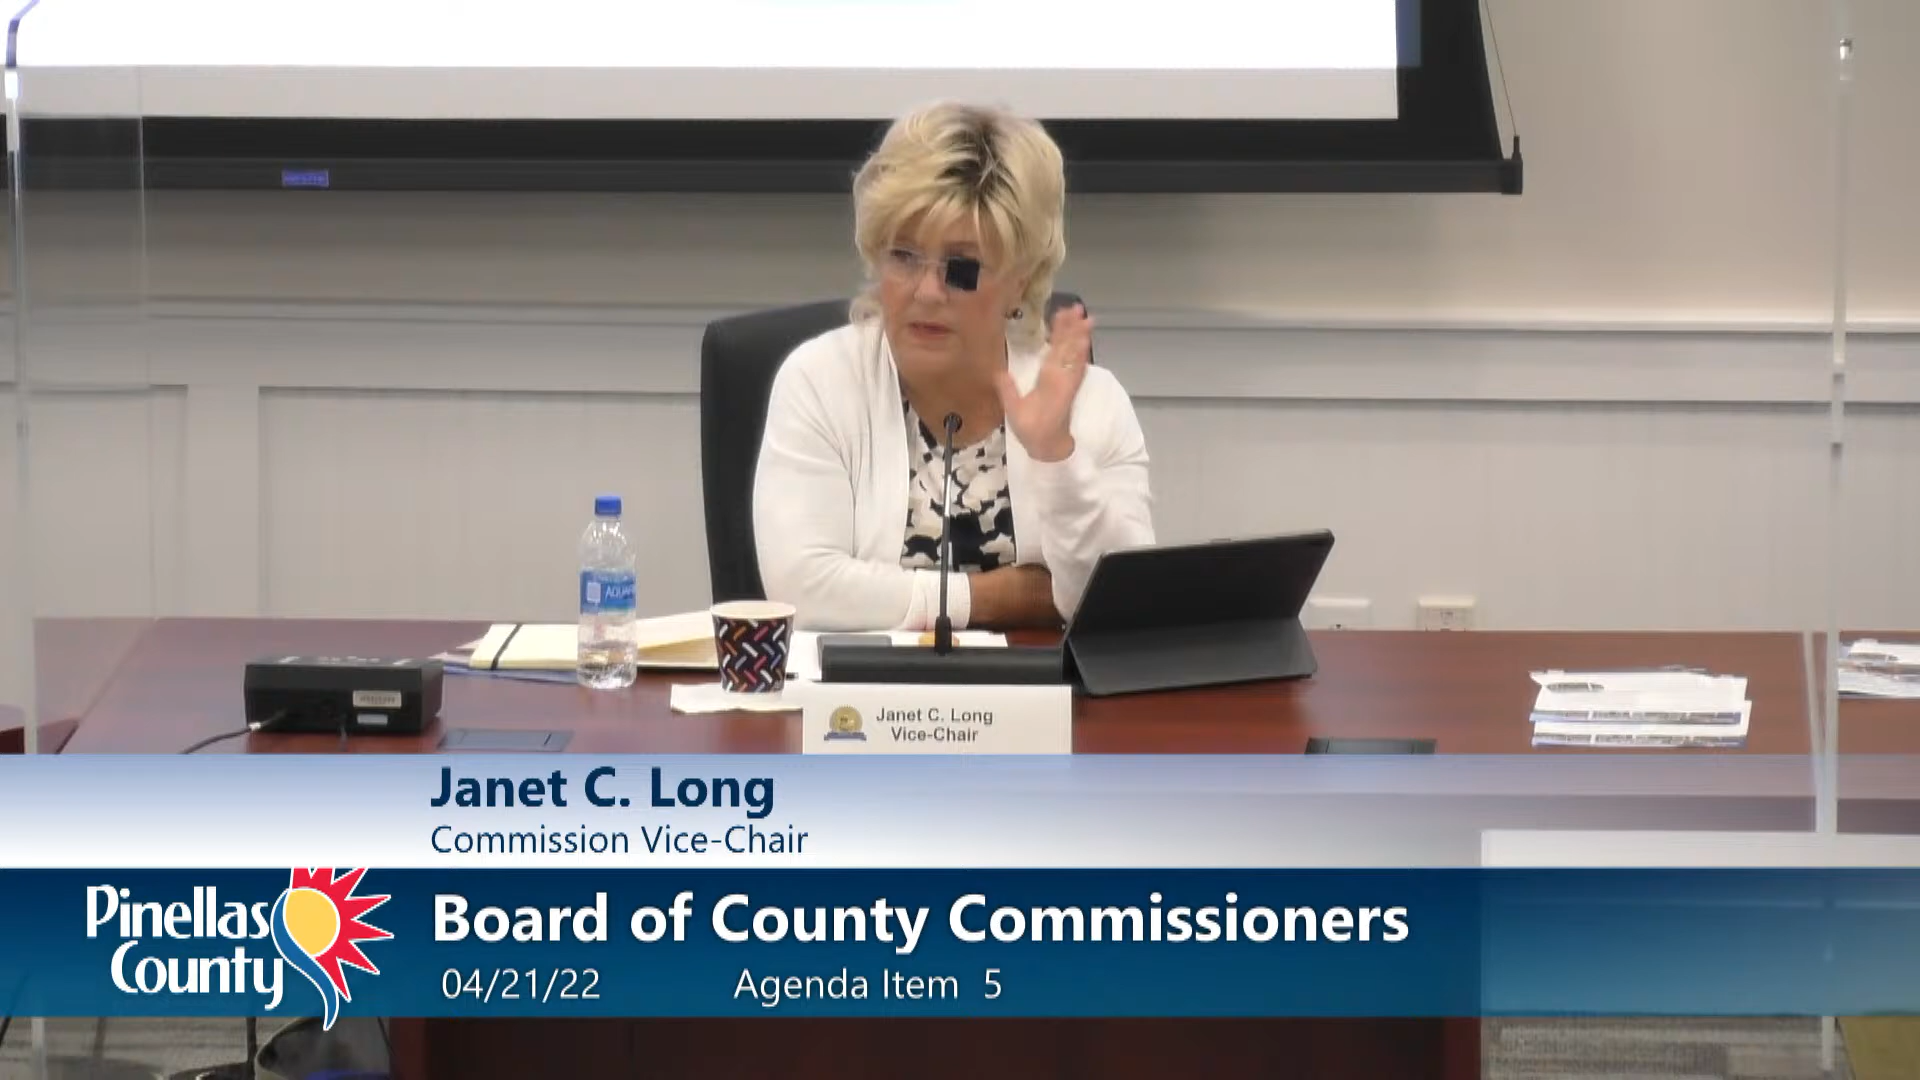 AQUAF
Janet C. Long
Vice-Chair
Janet C. Long
Commission Vice-Chair
Pinellas
County
Board of County Commissioners
04/21/22
Agenda Item 5